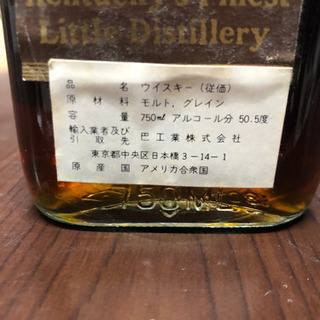 Kentucky's Finest
Little Distillery
品 名 ウイスキー (従価)
原 材 料 モルト, グレイン
容 量 750ml アルコール分 50.5度
輸入業者及び
引 取 先 巴工業株式会社
東京都中央区日本橋3-14-1
原 産 国 アメリカ合衆国
750ML